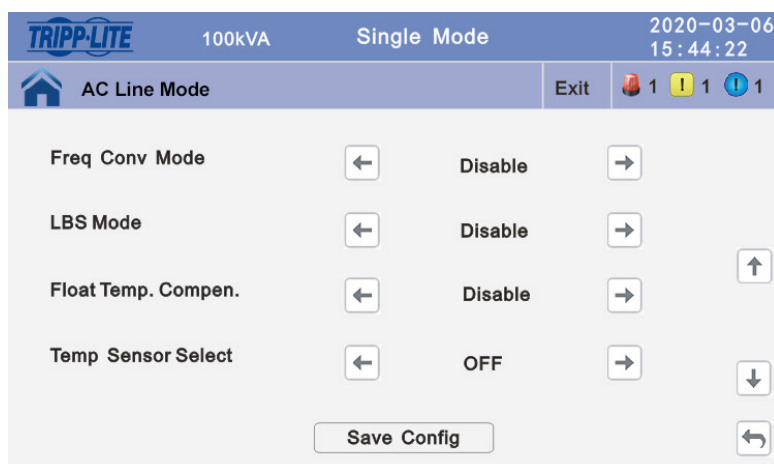 TRIPP·LITE 100kVA Single Mode 2020-03-06
15:44:22
AC Line Mode Exit 1 ! 1 ! 1
Freq Conv Mode Disable
LBS Mode Disable
Float Temp. Compen. Disable
Temp Sensor Select OFF
Save Config